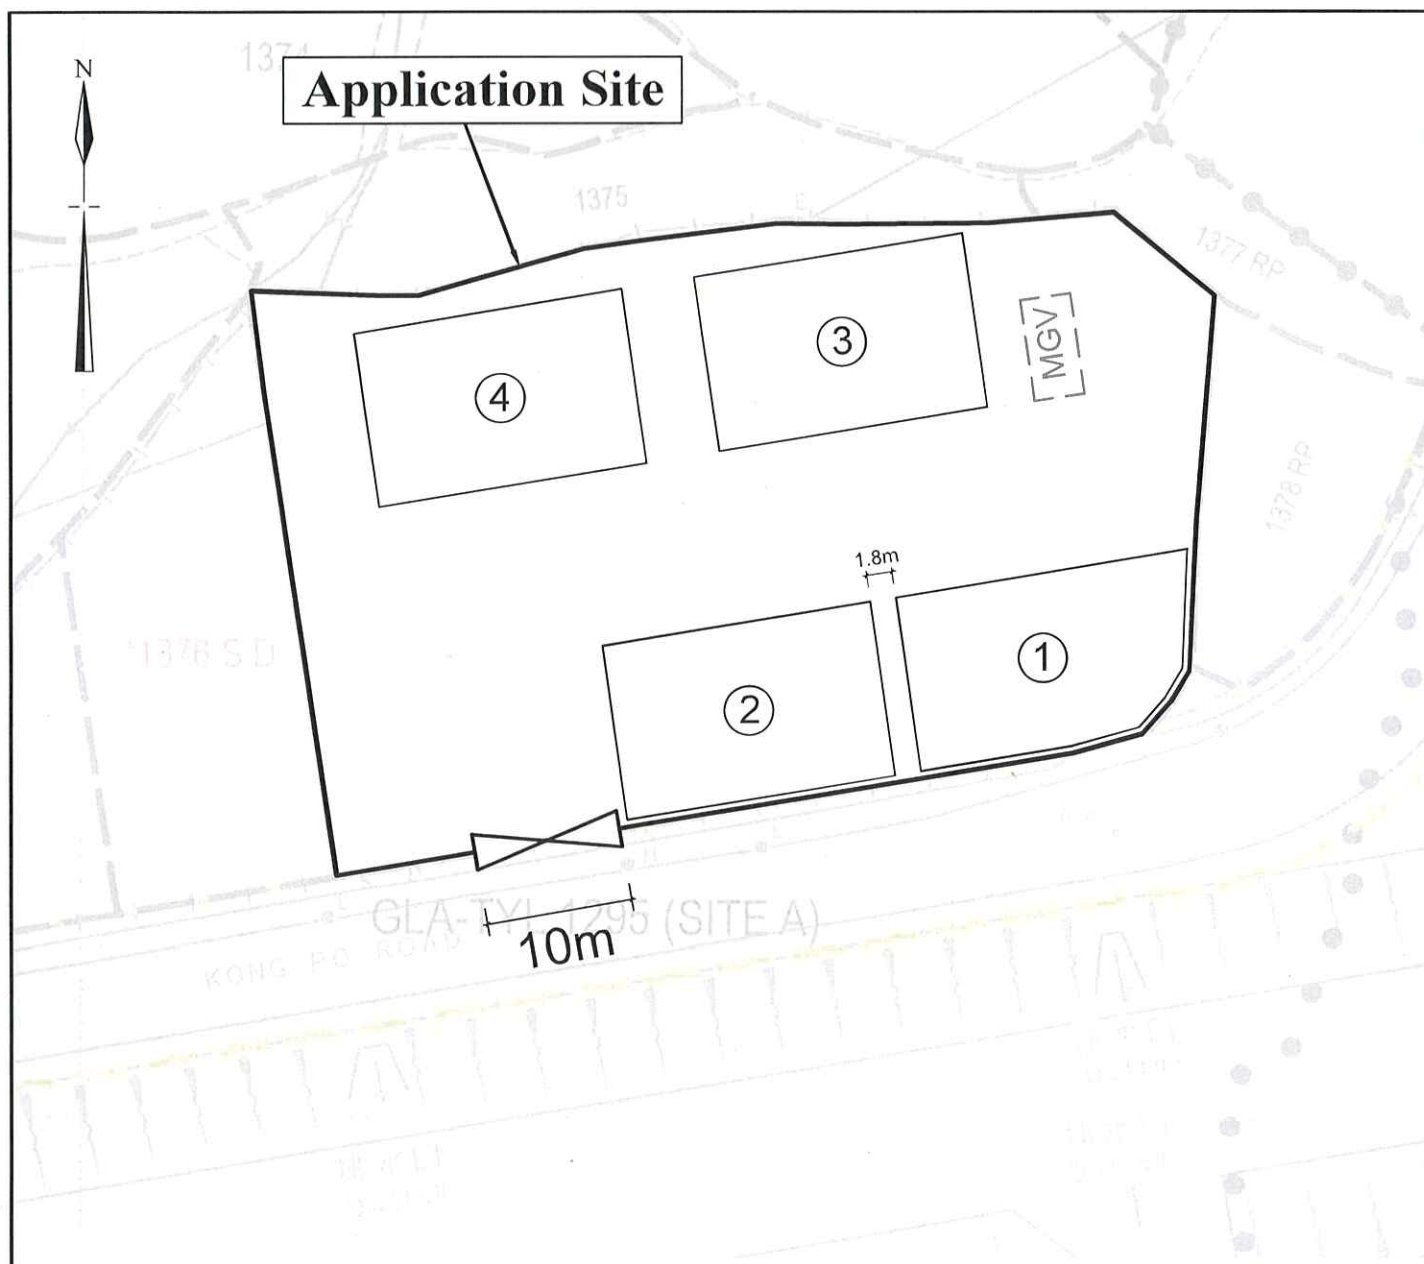 1374
N
Application Site
1375
E
1377 RP
MGV
3
4
1378 RP
1.8m
1376 S D
1
2
GLA-TYL 1295 (SITE A)
10m
KONG PO ROAD